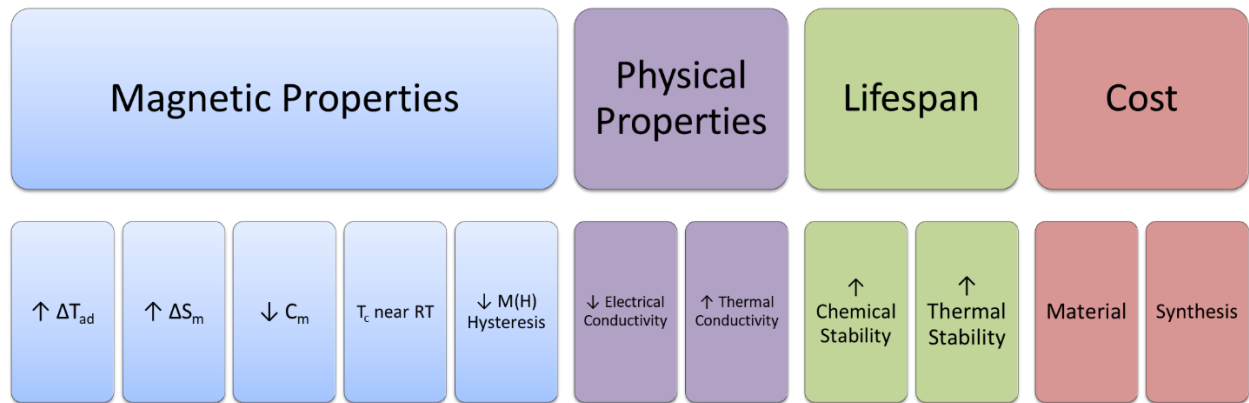 Magnetic Properties
Physical
Properties
Lifespan
Cost
↑ ΔTad
↑ ΔSm
↓ Cm
Tc near RT
↓ M(H)
Hysteresis
↓ Electrical
Conductivity
↑ Thermal
Conductivity
↑
Chemical
Stability
↑
Thermal
Stability
Material
Synthesis